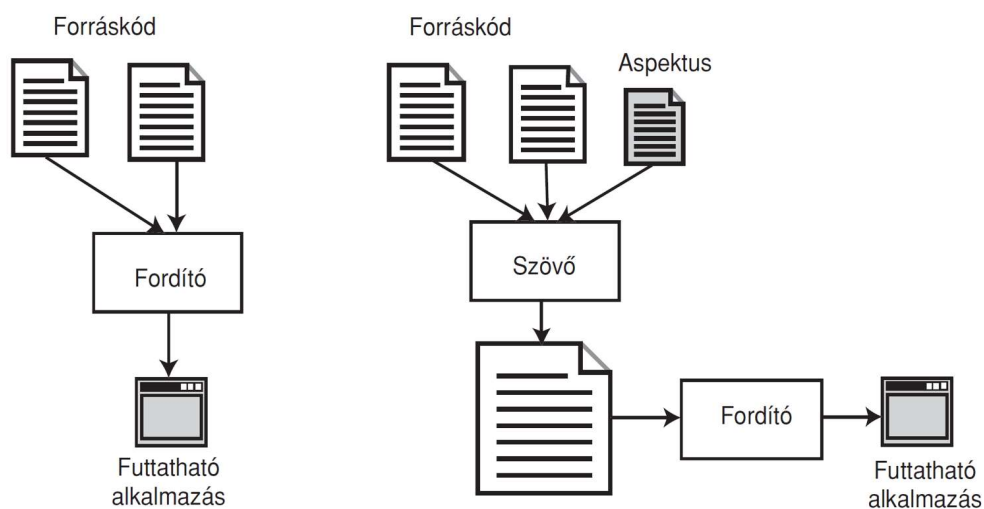 Forráskód
Fordító
Futtatható
alkalmazás
Forráskód
Aspektus
Szövő
Fordító
Futtatható
alkalmazás